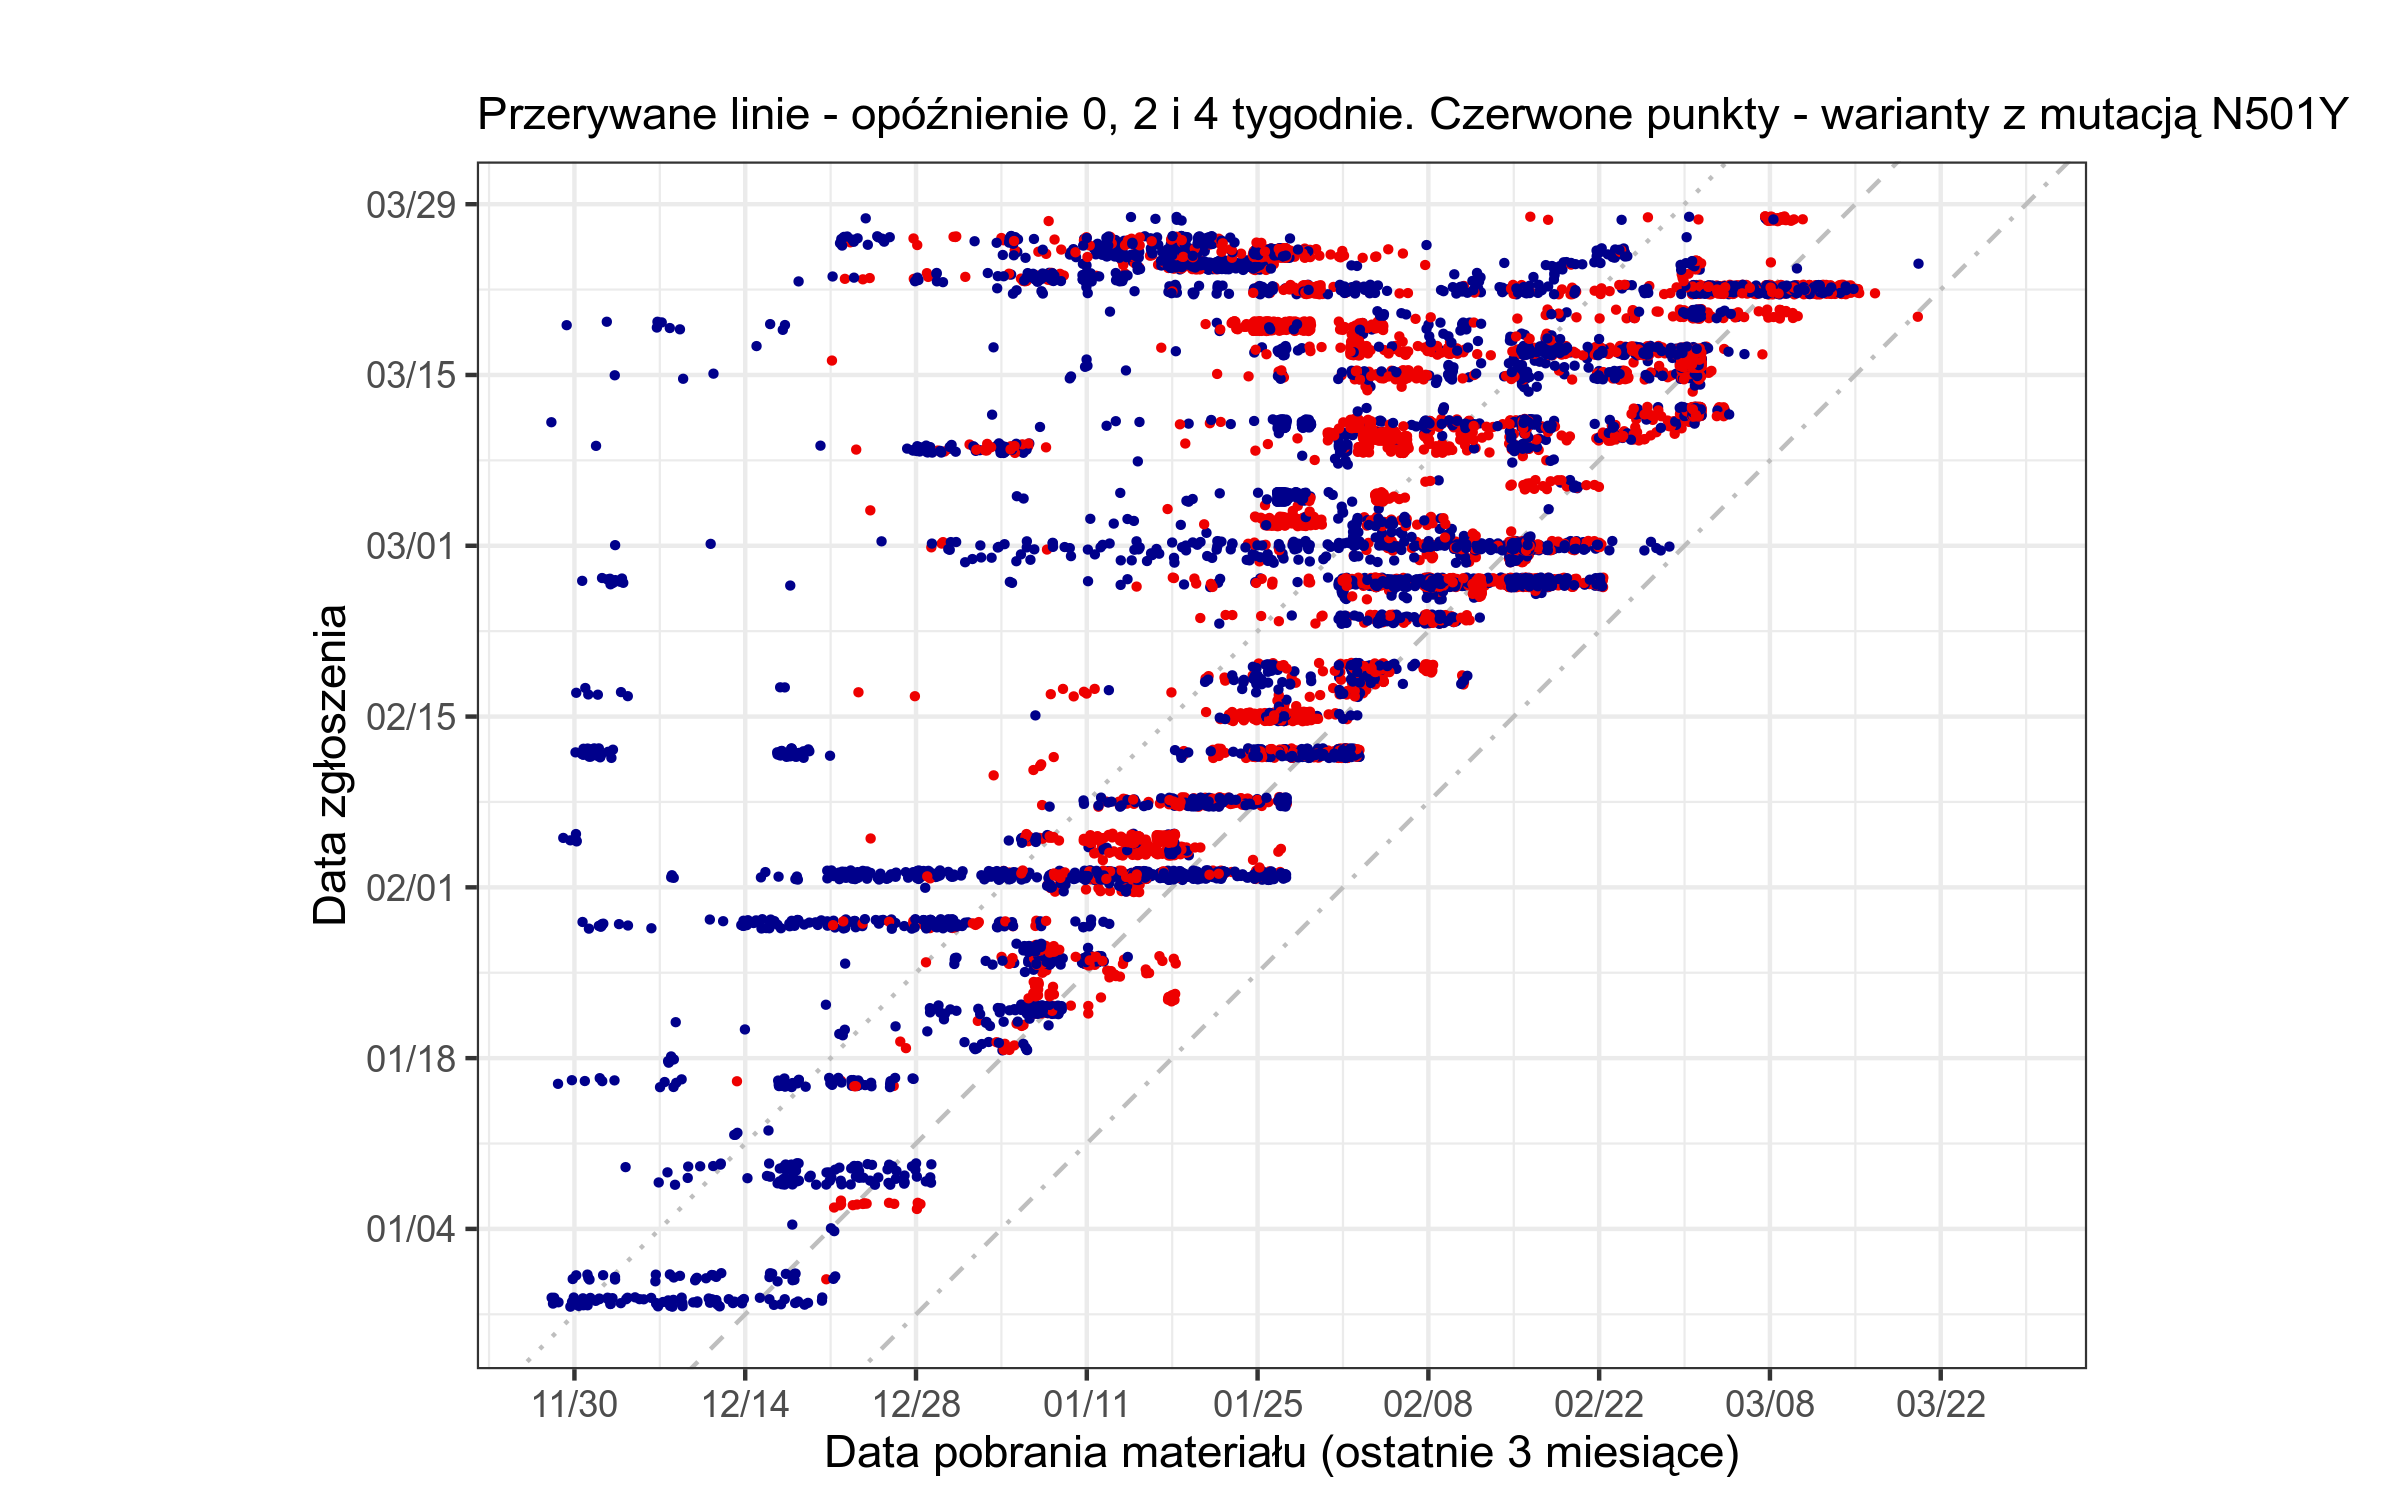 Przerywane linie - opóźnienie 0, 2 i 4 tygodnie. Czerwone punkty - warianty z mutacją N501Y
Data zgłoszenia
03/29
03/15
03/01
02/15
02/01
01/18
01/04
11/30 12/14 12/28 01/11 01/25 02/08 02/22 03/08 03/22
Data pobrania materiału (ostatnie 3 miesiące)